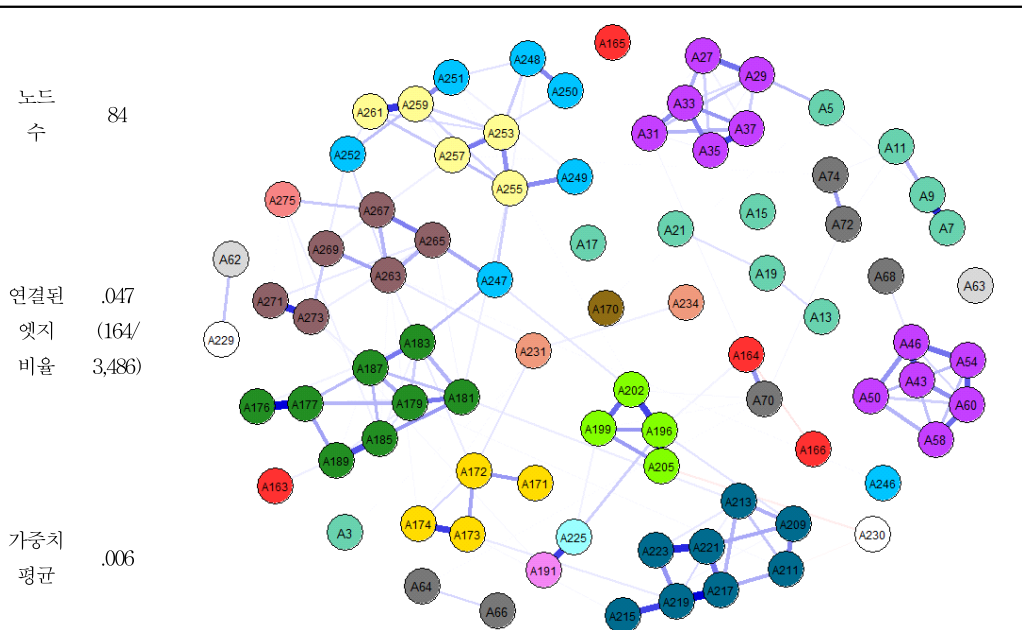 노드
수
84
연결된
엣지
비율
.047
(164/
3,486)
가중치
평균
.006
A165
A27
A248
A29
A251
A250
A259
A261
A33
A5
A253
A37
A31
A11
A35
A252
A257
A74
A249
A255
A9
A275
A267
A15
A72
A7
A21
A17
A265
A269
A62
A19
A263
A68
A247
A63
A271
A234
A170
A273
A13
A229
A183
A46
A231
A164
A54
A187
A43
A202
A50
A70
A181
A179
A60
A176
A177
A199
A196
A185
A58
A166
A189
A205
A172
A171
A246
A163
A213
A174
A209
A3
A173
A225
A230
A221
A223
A191
A211
A64
A217
A219
A66
A215